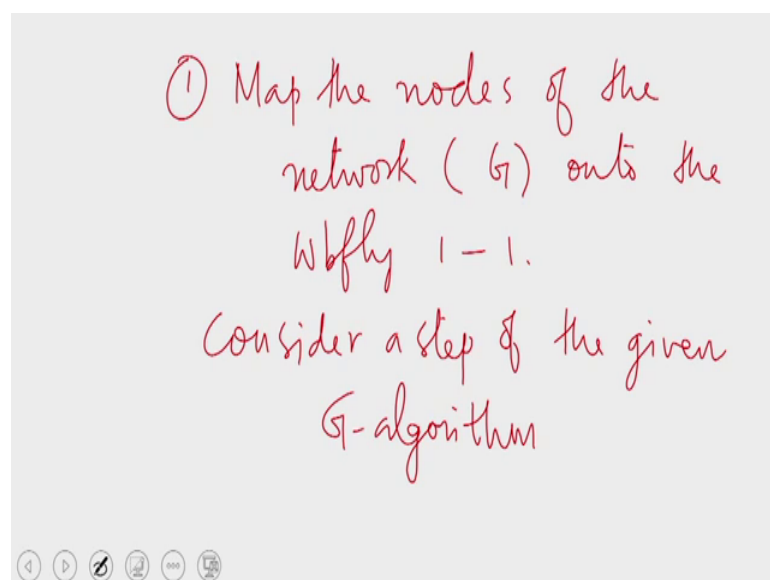 ① Map the nodes of the
network (G) onto the
Wbfly 1-1.
Consider a step of the given
G-algorithm